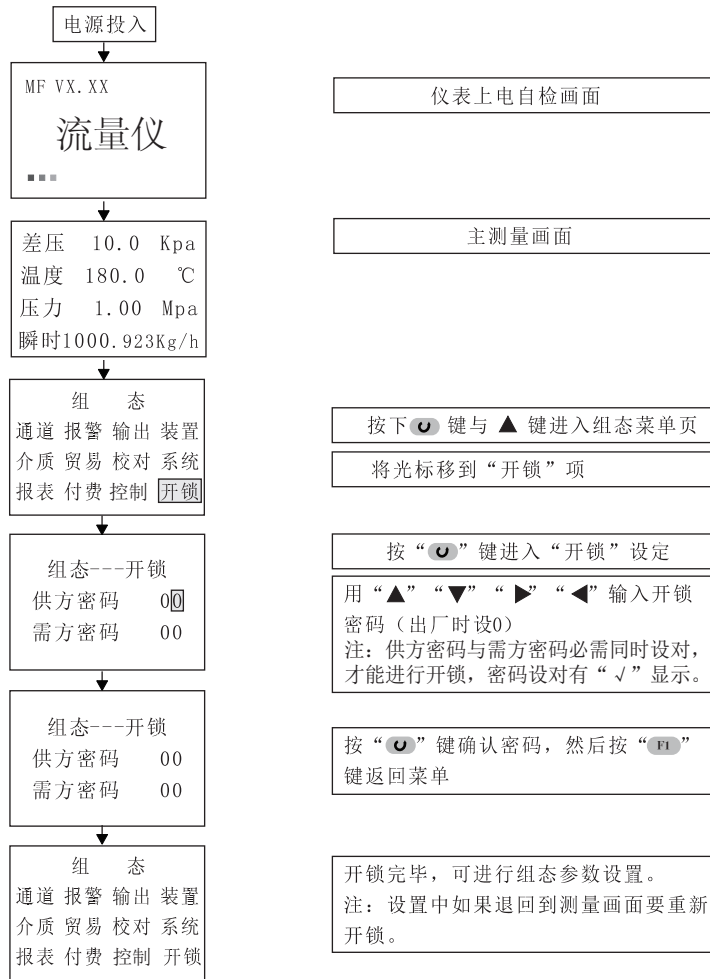 电源投入
MF VX.XX
流量仪
仪表上电自检画面
差压 10.0 Kpa
温度 180.0 ℃
压力 1.00 Mpa
瞬时1000.923Kg/h
主测量画面
组 态
通道 报警 输出 装置
介质 贸易 校对 系统
报表 付费 控制 开锁
按下 键与 ▲ 键进入组态菜单页
将光标移到“开锁”项
组态---开锁
供方密码 00
需方密码 00
按“ ”键进入“开锁”设定
用“▲”“▼”“▶”“◀”输入开锁
密码（出厂时设0）
注：供方密码与需方密码必需同时设对，
才能进行开锁，密码设对有“√”显示。
组态---开锁
供方密码 00
需方密码 00
按“ ”键确认密码，然后按“F1”
键返回菜单
组 态
通道 报警 输出 装置
介质 贸易 校对 系统
报表 付费 控制 开锁
开锁完毕，可进行组态参数设置。
注：设置中如果退回到测量画面要重新
开锁。